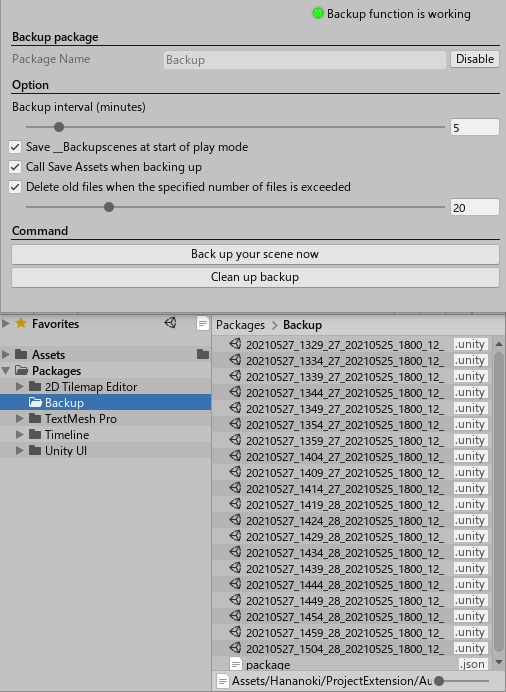 Backup function is working
Backup package
Package Name Backup Disable
Option
Backup interval (minutes)
5
Save __Backupscenes at start of play mode
Call Save Assets when backing up
Delete old files when the specified number of files is exceeded
20
Command
Back up your scene now
Clean up backup
Favorites
Assets
Packages
2D Tilemap Editor
Backup
TextMesh Pro
Timeline
Unity UI
Packages > Backup
20210527_1329_27_20210525_1800_12_ .unity
20210527_1334_27_20210525_1800_12_ .unity
20210527_1339_27_20210525_1800_12_ .unity
20210527_1344_27_20210525_1800_12_ .unity
20210527_1349_27_20210525_1800_12_ .unity
20210527_1354_27_20210525_1800_12_ .unity
20210527_1359_27_20210525_1800_12_ .unity
20210527_1404_27_20210525_1800_12_ .unity
20210527_1409_27_20210525_1800_12_ .unity
20210527_1414_27_20210525_1800_12_ .unity
20210527_1419_28_20210525_1800_12_ .unity
20210527_1424_28_20210525_1800_12_ .unity
20210527_1429_28_20210525_1800_12_ .unity
20210527_1434_28_20210525_1800_12_ .unity
20210527_1439_28_20210525_1800_12_ .unity
20210527_1444_28_20210525_1800_12_ .unity
20210527_1449_28_20210525_1800_12_ .unity
20210527_1454_28_20210525_1800_12_ .unity
20210527_1459_28_20210525_1800_12_ .unity
20210527_1504_28_20210525_1800_12_ .unity
package .json
Assets/Hananoki/ProjectExtension/Au